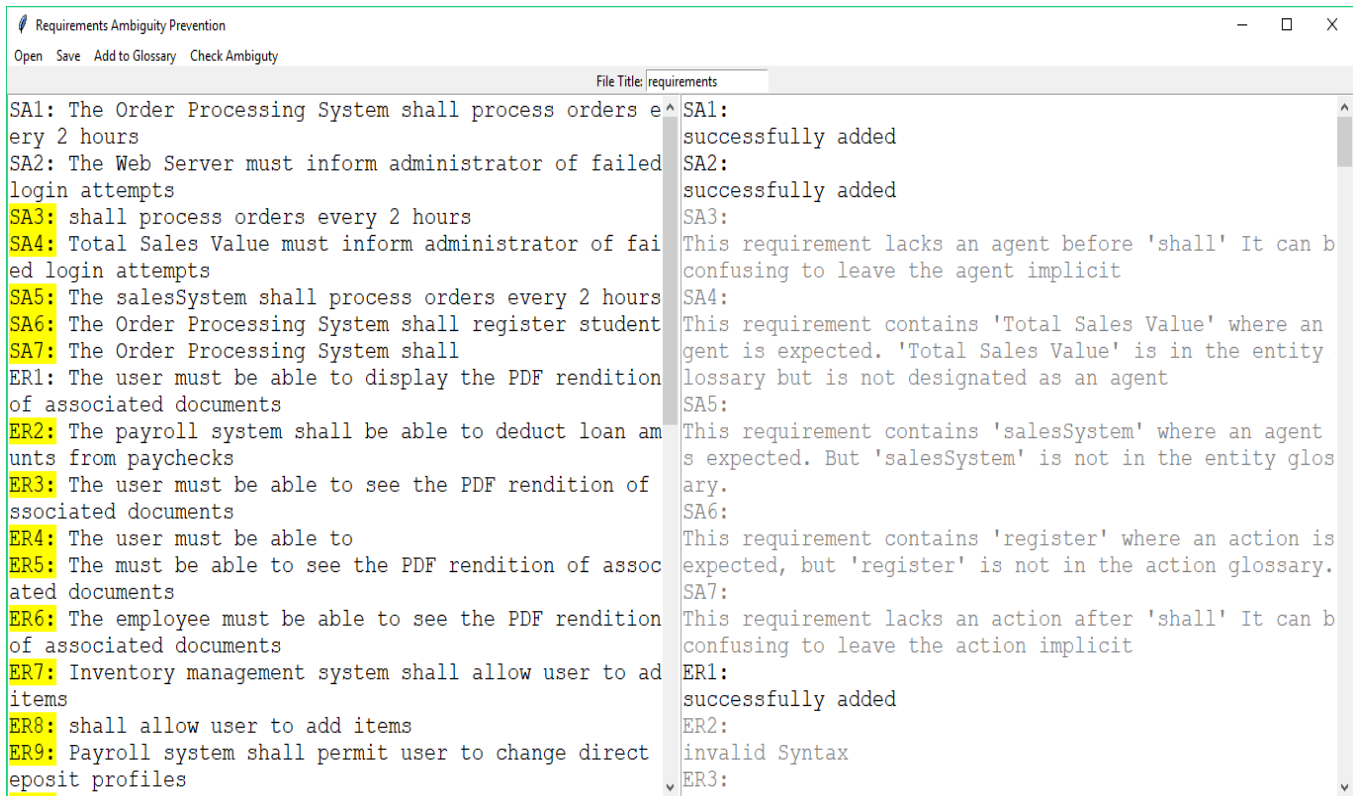 Requirements Ambiguity Prevention
Open Save Add to Glossary Check Ambiguty
File Title: requirements
SA1: The Order Processing System shall process orders e
ery 2 hours
SA2: The Web Server must inform administrator of failed
login attempts
SA3: shall process orders every 2 hours
SA4: Total Sales Value must inform administrator of fai
ed login attempts
SA5: The salesSystem shall process orders every 2 hours
SA6: The Order Processing System shall register student
SA7: The Order Processing System shall
ER1: The user must be able to display the PDF rendition
of associated documents
ER2: The payroll system shall be able to deduct loan am
unts from paychecks
ER3: The user must be able to see the PDF rendition of
ssociated documents
ER4: The user must be able to
ER5: The must be able to see the PDF rendition of assoc
ated documents
ER6: The employee must be able to see the PDF rendition
of associated documents
ER7: Inventory management system shall allow user to ad
items
ER8: shall allow user to add items
ER9: Payroll system shall permit user to change direct
eposit profiles
SA1:
successfully added
SA2:
successfully added
SA3:
This requirement lacks an agent before 'shall' It can b
confusing to leave the agent implicit
SA4:
This requirement contains 'Total Sales Value' where an
gent is expected. 'Total Sales Value' is in the entity
lossary but is not designated as an agent
SA5:
This requirement contains 'salesSystem' where an agent
s expected. But 'salesSystem' is not in the entity glos
ary.
SA6:
This requirement contains 'register' where an action is
expected, but 'register' is not in the action glossary.
SA7:
This requirement lacks an action after 'shall' It can b
confusing to leave the action implicit
ER1:
successfully added
ER2:
invalid Syntax
ER3: